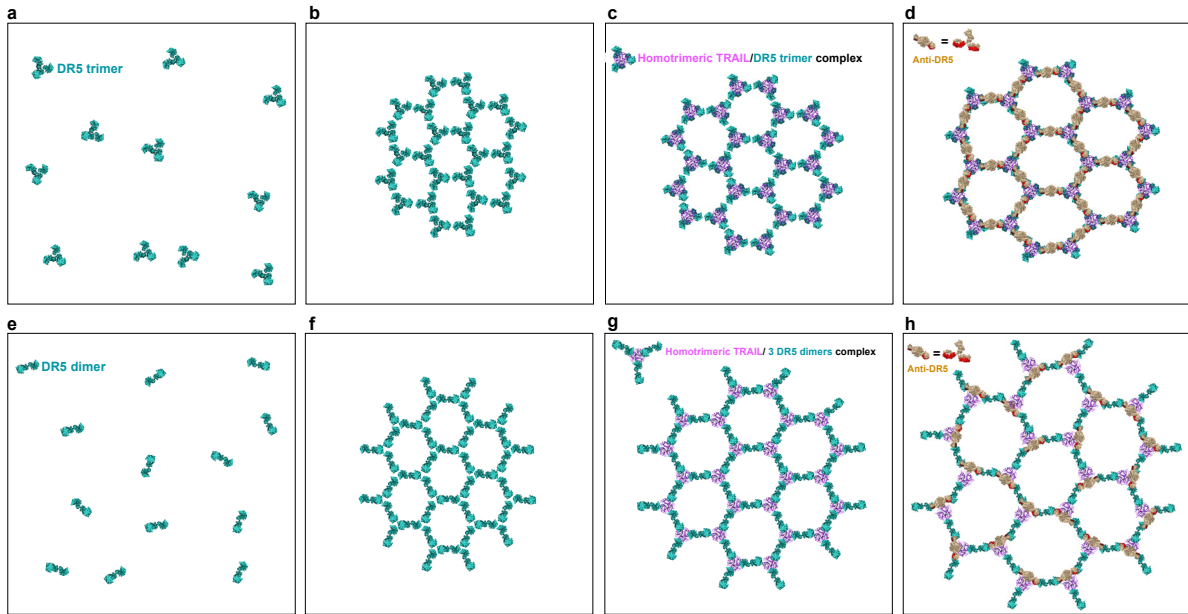 a
DR5 trimer
b
c
Homotrimeric TRAIL/DR5 trimer complex
d
=
Anti-DR5
e
DR5 dimer
f
g
Homotrimeric TRAIL/ 3 DR5 dimers complex
h
=
Anti-DR5